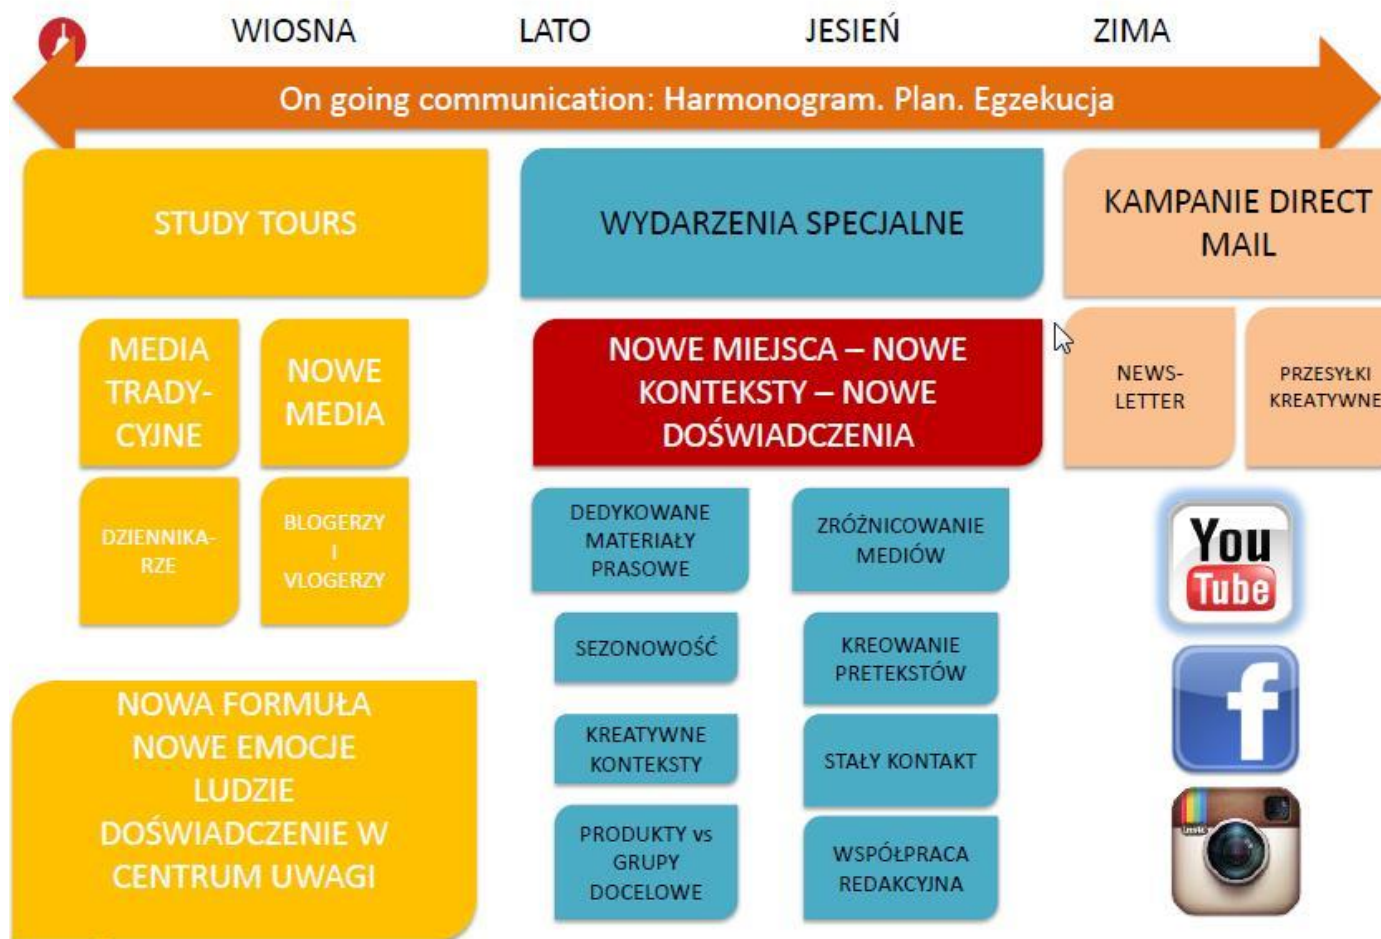 WIOSNA LATO JESIEŃ ZIMA
On going communication: Harmonogram. Plan. Egzekucja
STUDY TOURS
WYDARZENIA SPECJALNE
KAMPANIE DIRECT
MAIL
MEDIA
TRADY-
CYJNE
NOWE
MEDIA
NOWE MIEJSCA – NOWE
KONTEKSTY – NOWE
DOŚWIADCZENIA
NEWS-
LETTER
PRZESYŁKI
KREATYWNE
DZIENNIKA-
RZE
BLOGERZY
I
VLOGERZY
DEDYKOWANE
MATERIAŁY
PRASOWE
ZRÓŻNICOWANIE
MEDIÓW
You
Tube
SEZONOWOŚĆ
KREOWANIE
PRETEKSTÓW
f
NOWA FORMUŁA
NOWE EMOCJE
LUDZIE
DOŚWIADCZENIE W
CENTRUM UWAGI
KREATYWNE
KONTEKSTY
STAŁY KONTAKT
PRODUKTY vs
GRUPY
DOCELOWE
WSPÓŁPRACA
REDAKCYJNA